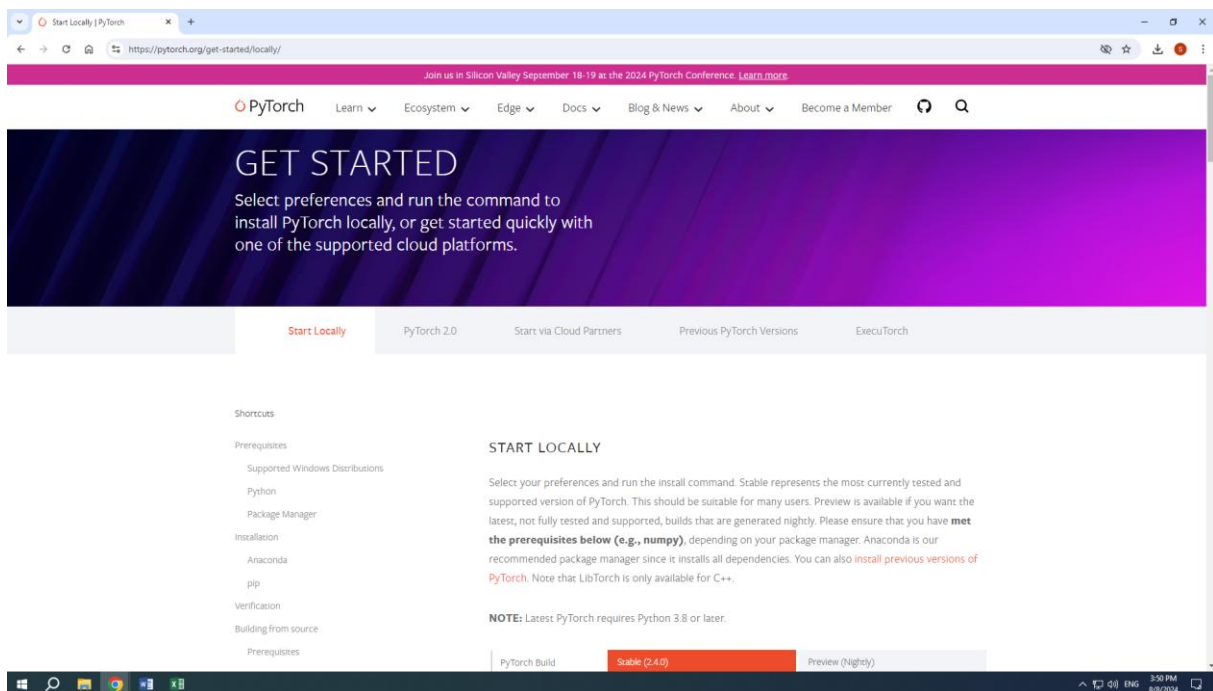 Start Locally | PyTorch
https://pytorch.org/get-started/locally/
S
Join us in Silicon Valley September 18-19 at the 2024 PyTorch Conference. Learn more.
PyTorch Learn Ecosystem Edge Docs Blog & News About Become a Member
GET STARTED
Select preferences and run the command to
install PyTorch locally, or get started quickly with
one of the supported cloud platforms.
Start Locally PyTorch 2.0 Start via Cloud Partners Previous PyTorch Versions ExecuTorch
Shortcuts
Prerequisites
Supported Windows Distributions
Python
Package Manager
Installation
Anaconda
pip
Verification
Building from source
Prerequisites
START LOCALLY
Select your preferences and run the install command. Stable represents the most currently tested and
supported version of PyTorch. This should be suitable for many users. Preview is available if you want the
latest, not fully tested and supported, builds that are generated nightly. Please ensure that you have met
the prerequisites below (e.g., numpy), depending on your package manager. Anaconda is our
recommended package manager since it installs all dependencies. You can also install previous versions of
PyTorch. Note that LibTorch is only available for C++.
NOTE: Latest PyTorch requires Python 3.8 or later.
PyTorch Build Stable (2.4.0) Preview (Nightly)
ENG 3:50 PM
8/8/2024